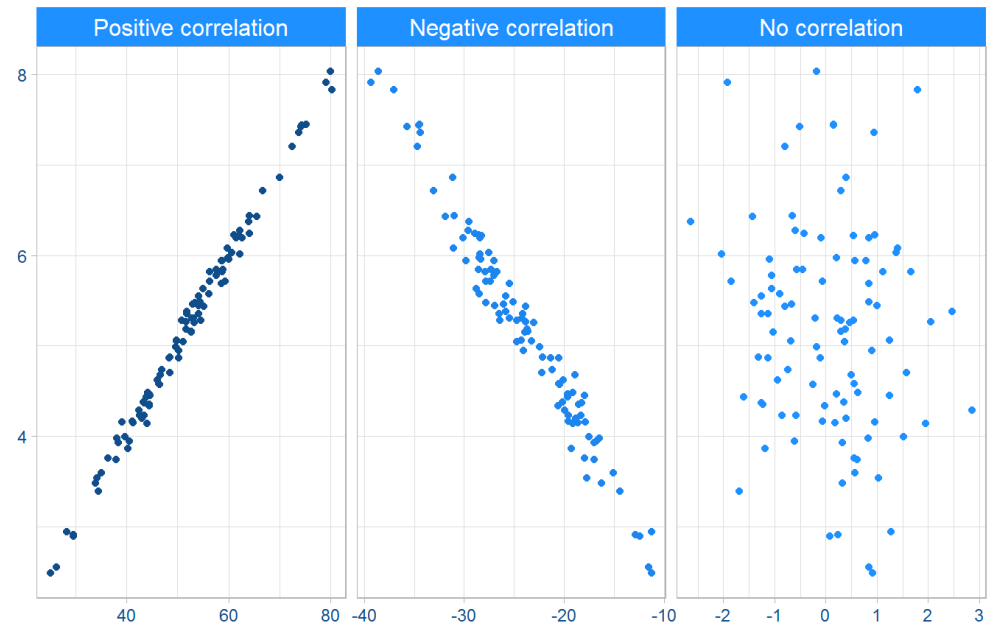 Positive correlation
Negative correlation
No correlation
8
6
4
40 60 80
-40 -30 -20 -10
-2 -1 0 1 2 3